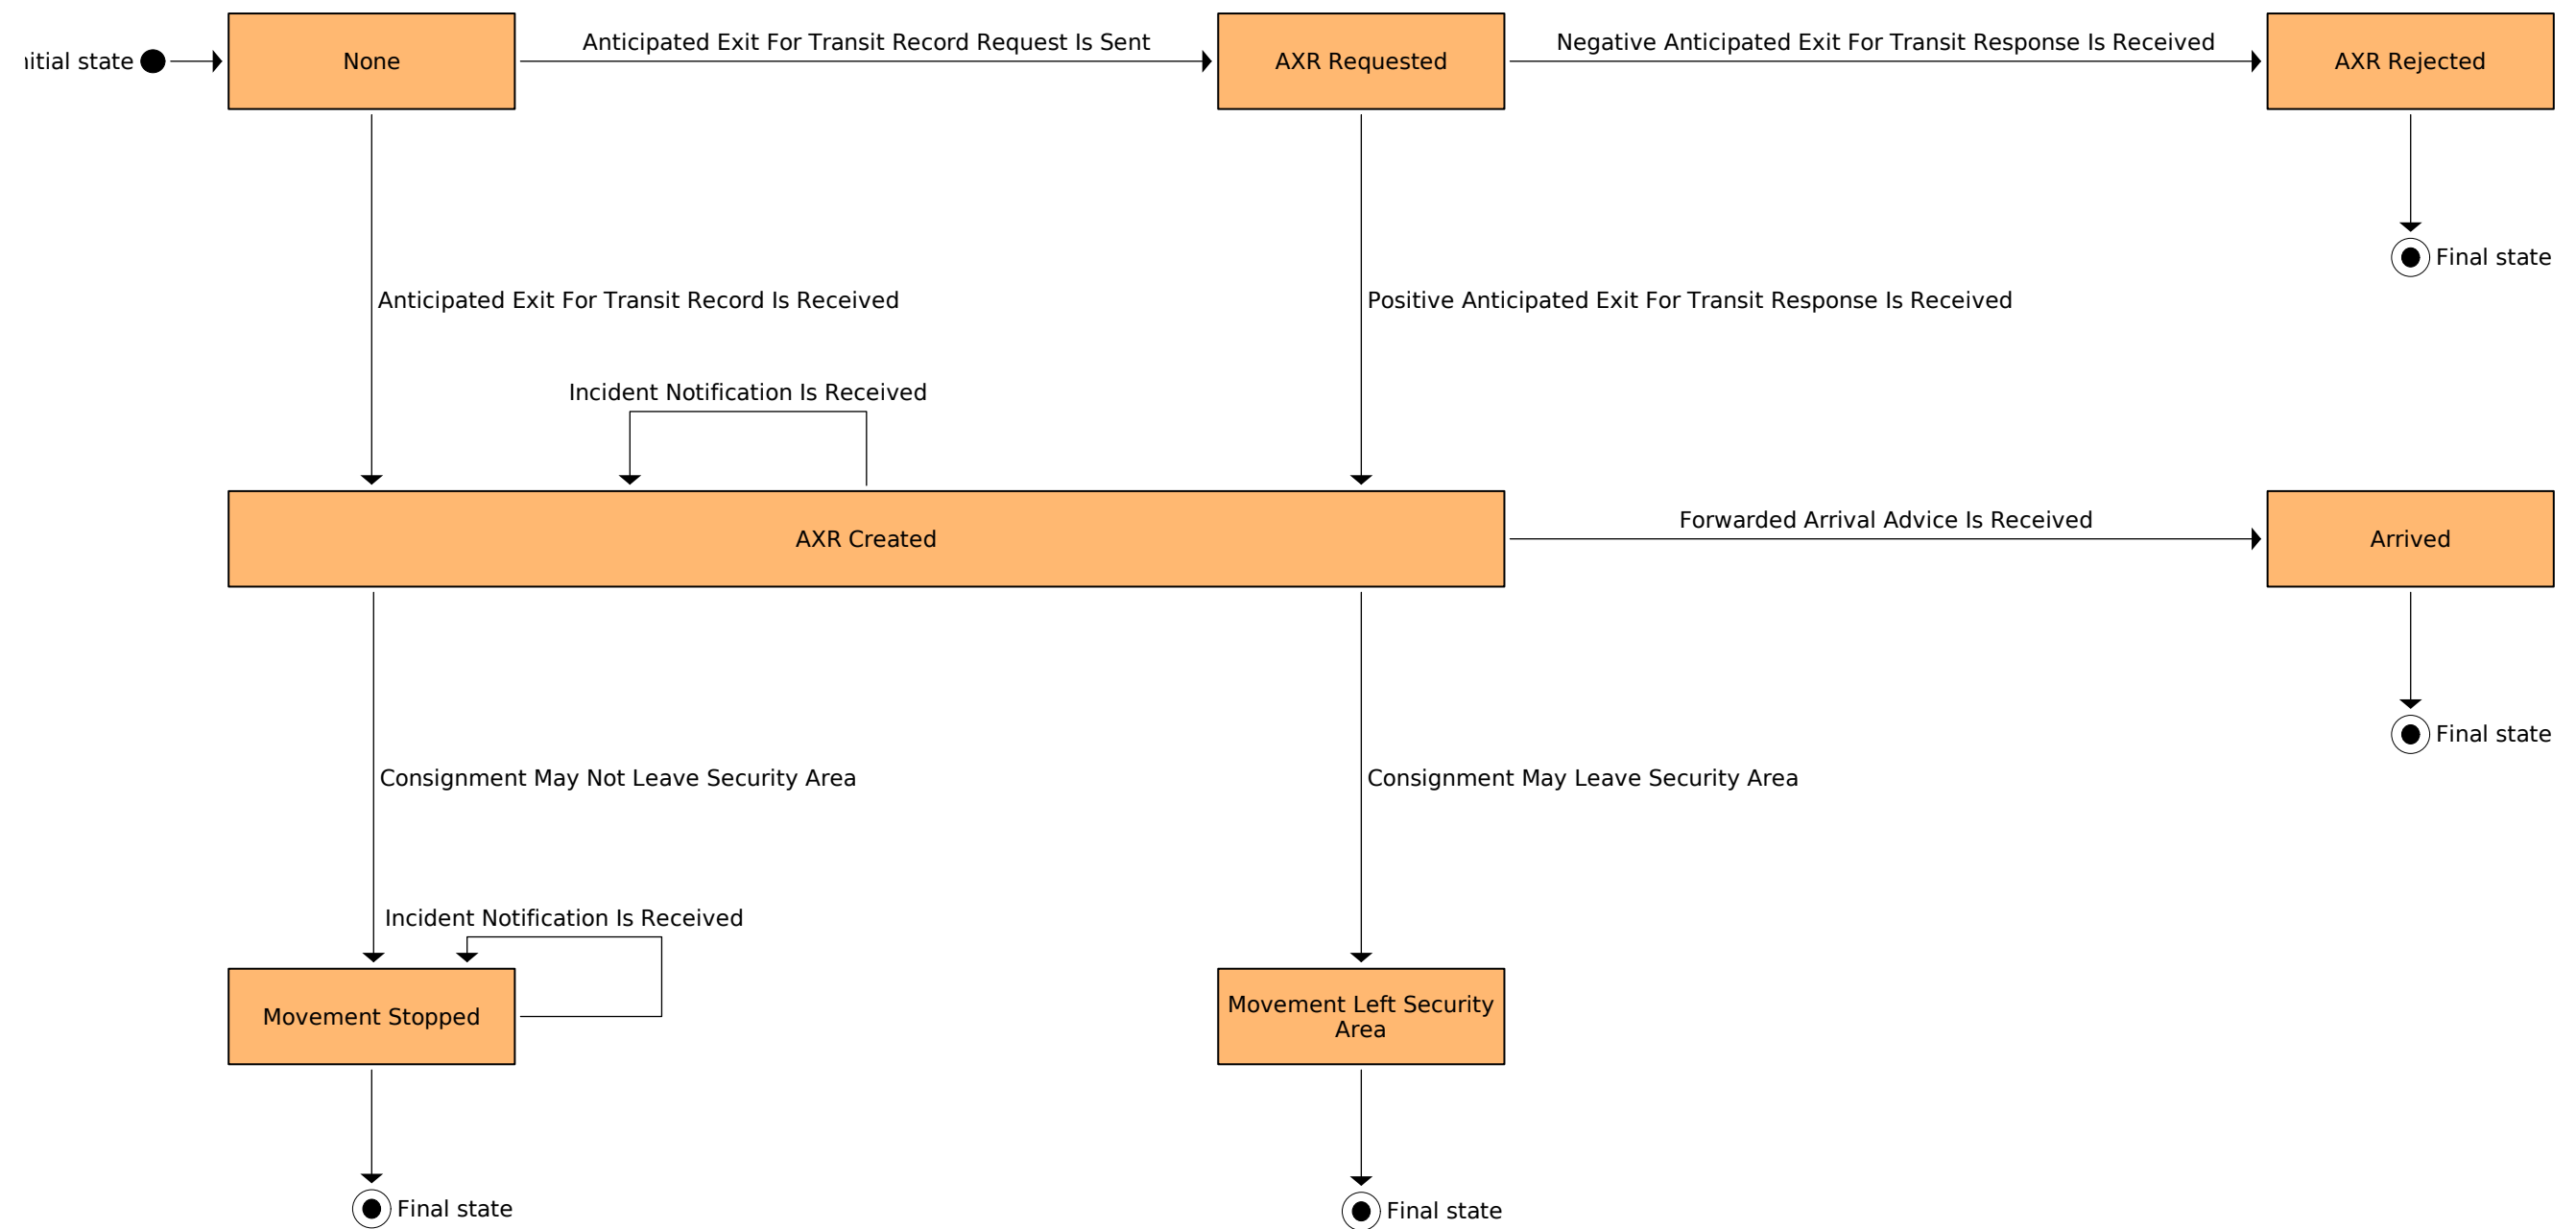 itial state
None
Anticipated Exit For Transit Record Request Is Sent
AXR Requested
Negative Anticipated Exit For Transit Response Is Received
AXR Rejected
Final state
Anticipated Exit For Transit Record Is Received
Positive Anticipated Exit For Transit Response Is Received
Incident Notification Is Received
AXR Created
Forwarded Arrival Advice Is Received
Arrived
Final state
Consignment May Not Leave Security Area
Consignment May Leave Security Area
Incident Notification Is Received
Movement Stopped
Movement Left Security
Area
Final state
Final state